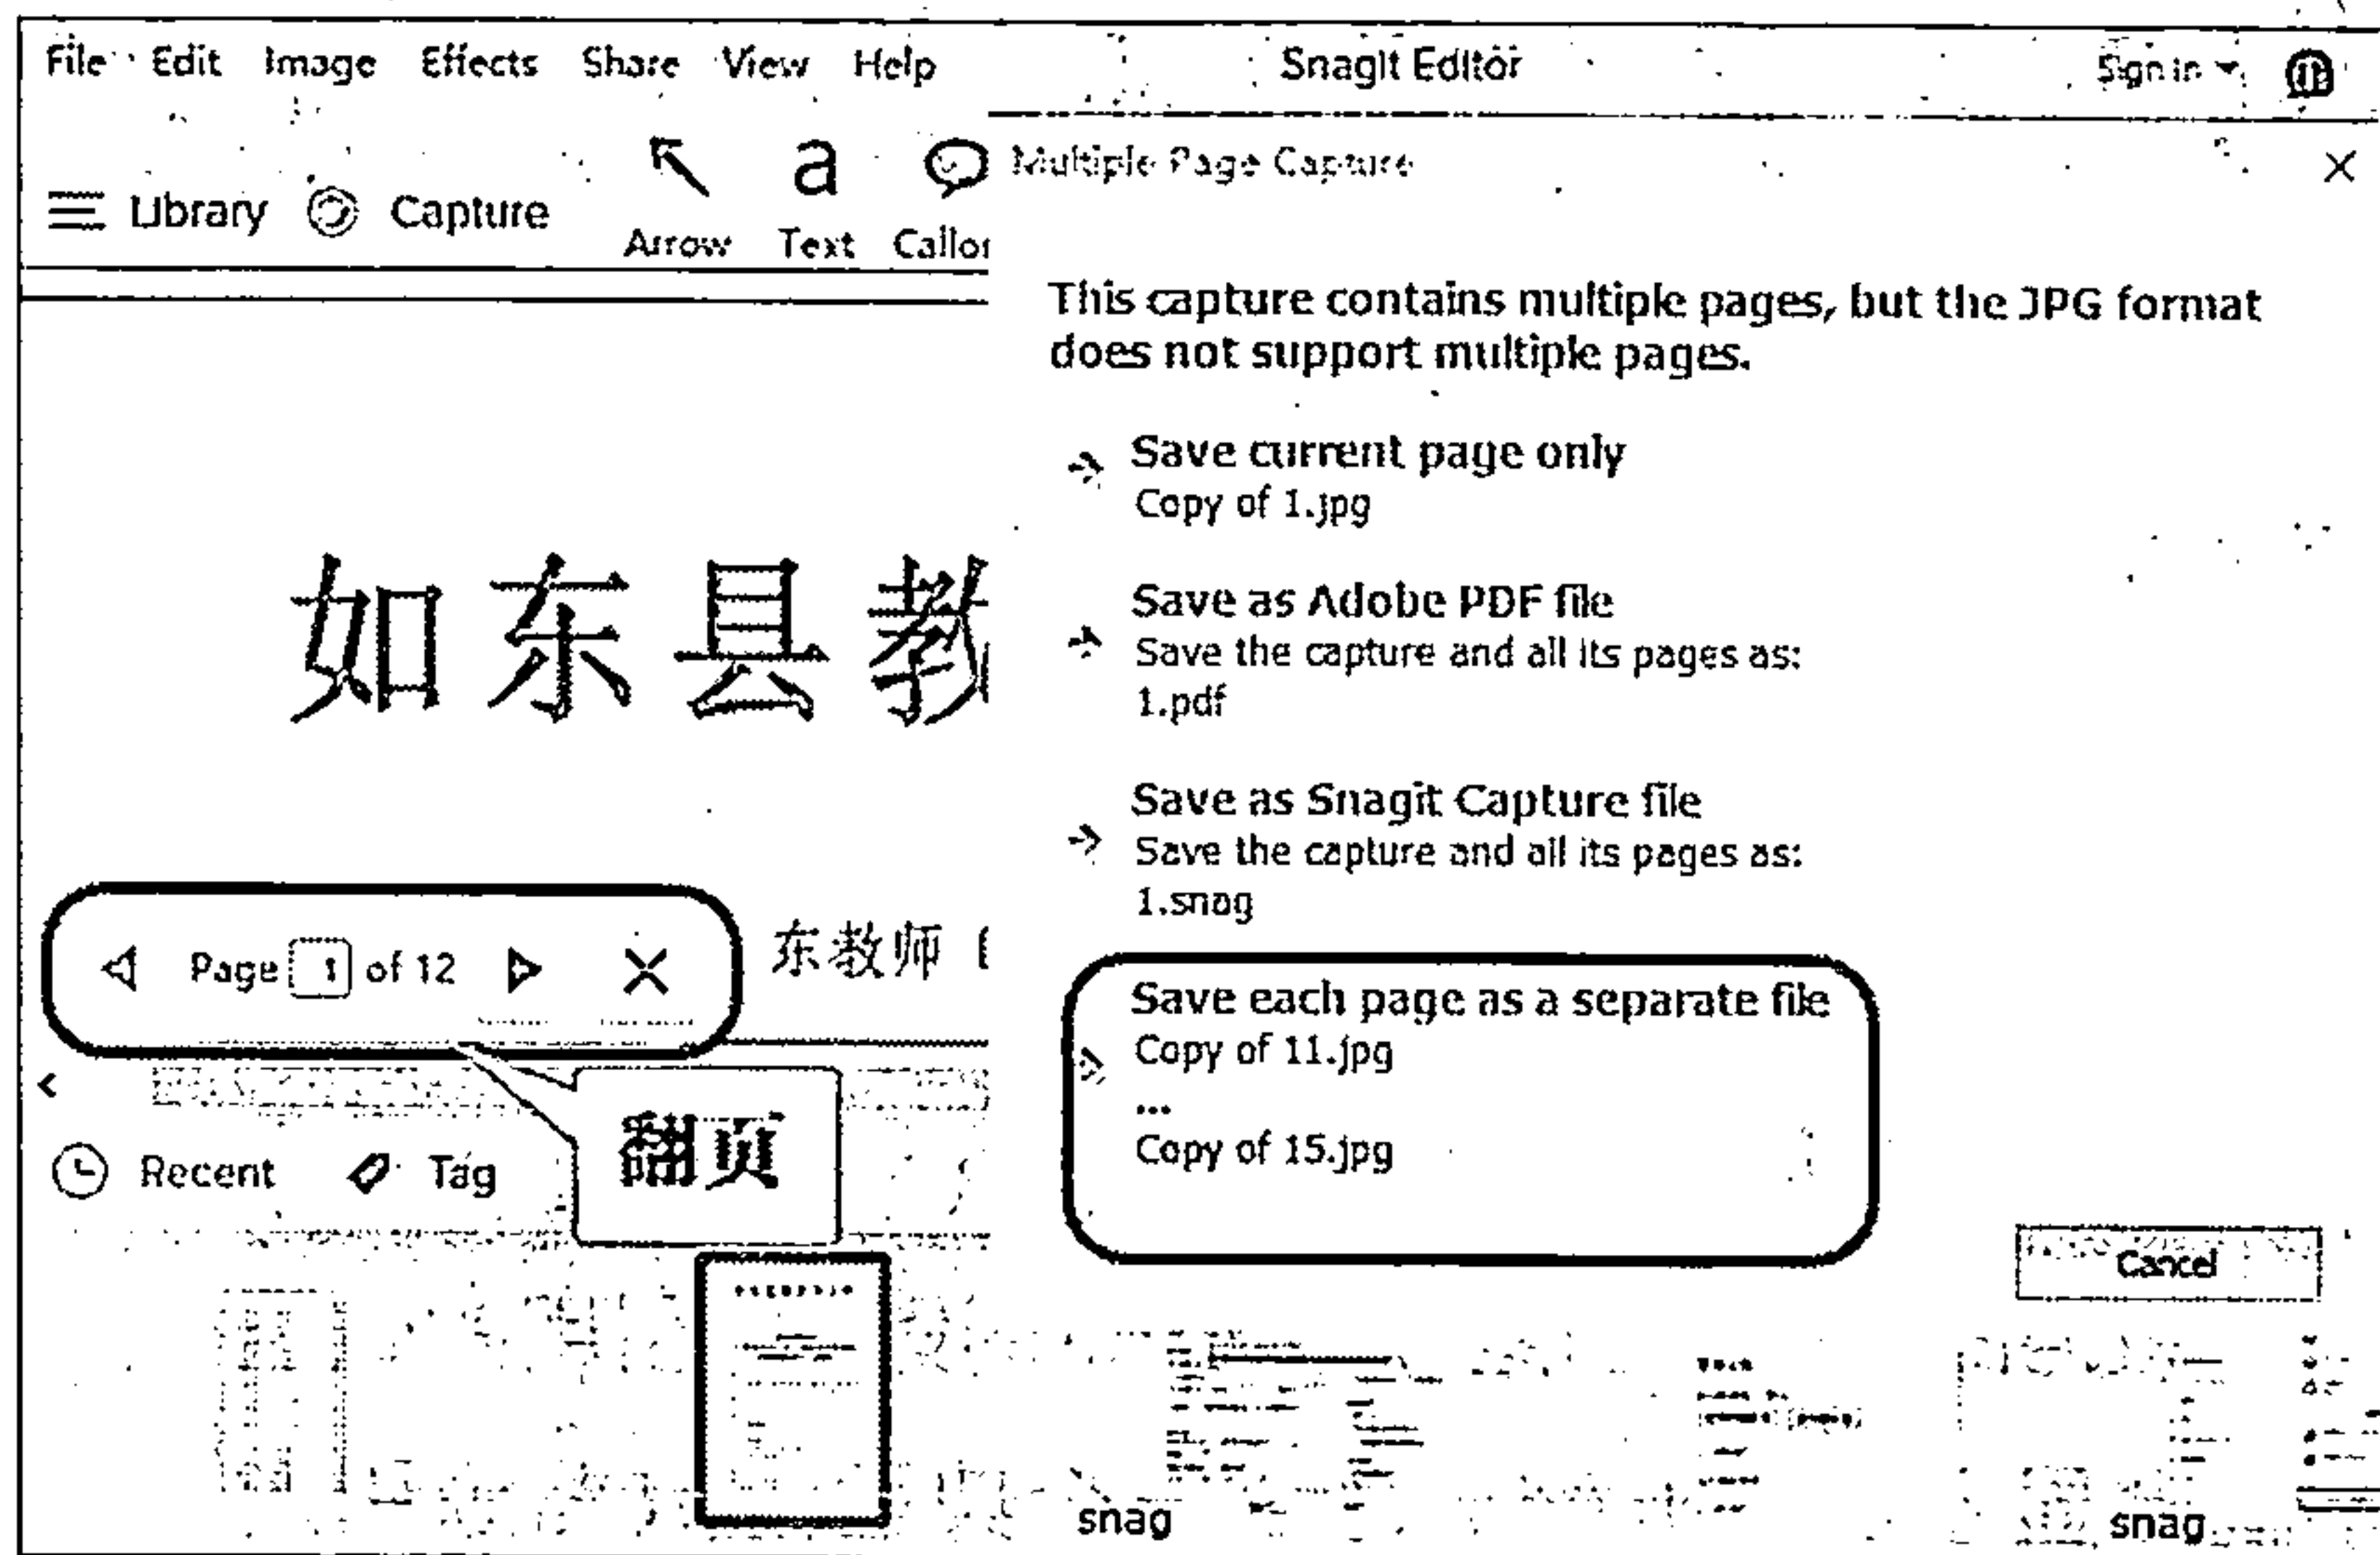 File Edit Image Effects Share View Help
Snagit Editor
Sign in
Library Capture
Arrow Text Callo
Multiple Page Capture
This capture contains multiple pages, but the JPG format
does not support multiple pages.
Save current page only
Copy of 1.jpg
Save as Adobe PDF file
Save the capture and all its pages as:
1.pdf
Save as Snagit Capture file
Save the capture and all its pages as:
1.snag
Save each page as a separate file
Copy of 11.jpg
...
Copy of 15.jpg
Cancel
如东县教
东教师〔
Page 1 of 12
翻页
Recent Tag
snag
snag